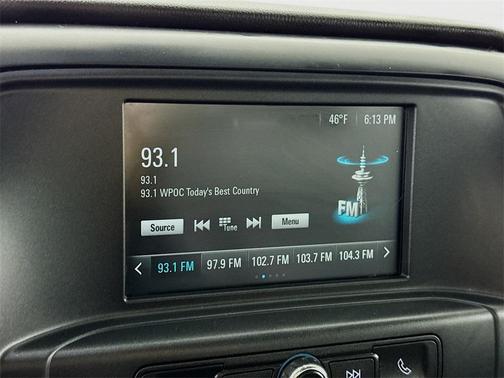 46°F 6:13 PM
93.1
93.1
93.1 WPOC Today's Best Country
FM
Source Tune Menu
93.1 FM 97.9 FM 102.7 FM 103.7 FM 104.3 FM